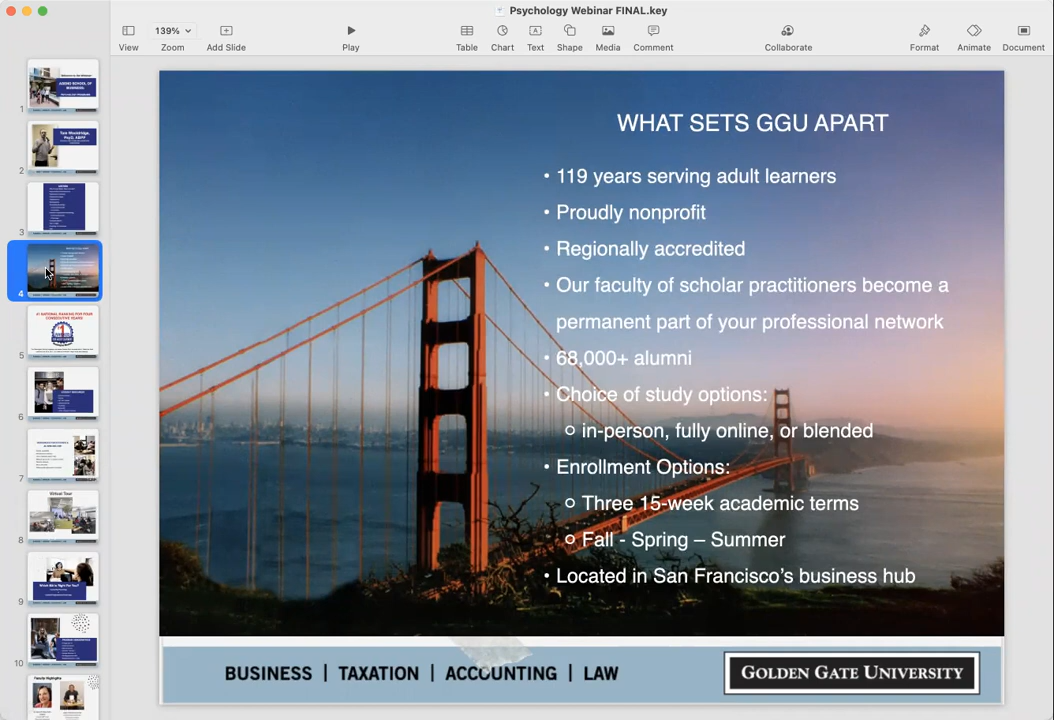 Psychology Webinar FINAL.key
139%
View
Zoom
Add Slide
Play
Table
Chart
Text
Shape
Media
Comment
Collaborate
Format
Animate
Document
1
2
3
4
5
6
7
8
Virtual Tour
9
10
WHAT SETS GGU APART
• 119 years serving adult learners
• Proudly nonprofit
• Regionally accredited
• Our faculty of scholar practitioners become a
permanent part of your professional network
• 68,000+ alumni
• Choice of study options:
o in-person, fully online, or blended
• Enrollment Options:
o Three 15-week academic terms
o Fall - Spring – Summer
• Located in San Francisco’s business hub
BUSINESS | TAXATION | ACCOUNTING | LAW
GOLDEN GATE UNIVERSITY